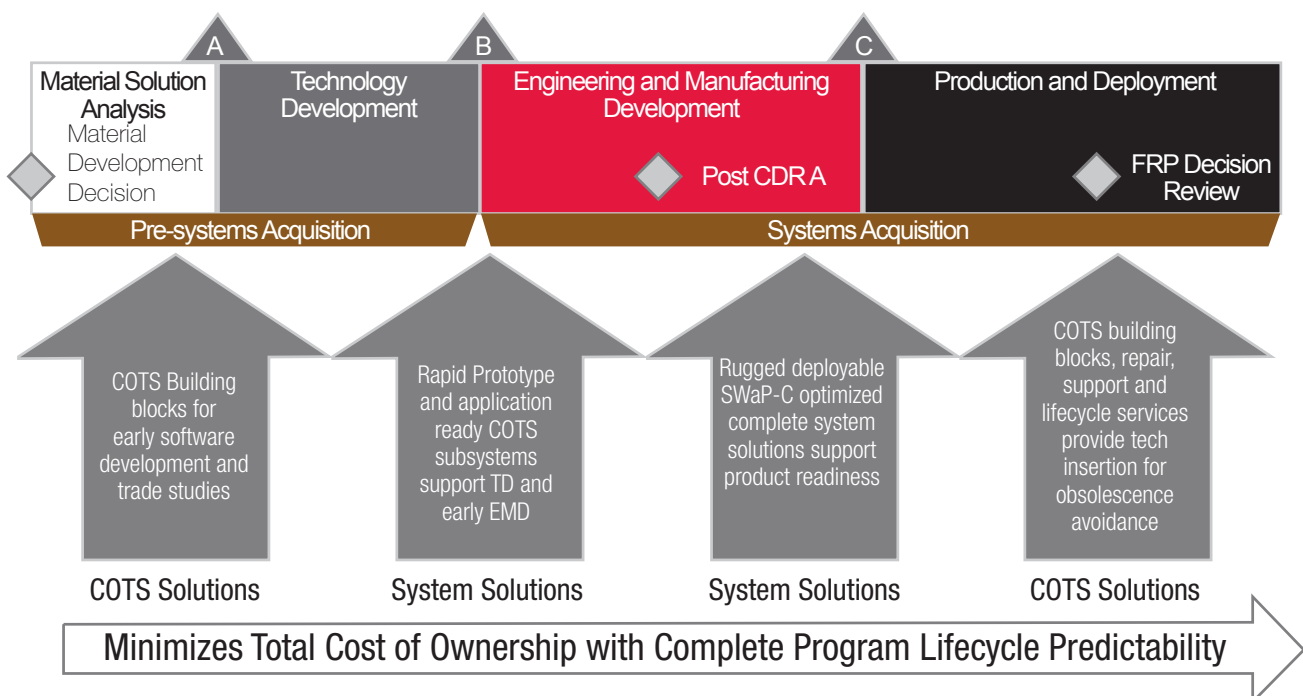 A
B
C
Material Solution
Analysis
Material
Development
Decision
Technology
Development
Engineering and Manufacturing
Development
Post CDR A
Production and Deployment
FRP Decision
Review
Pre-systems Acquisition
Systems Acquisition
COTS Building
blocks for
early software
development and
trade studies
Rapid Prototype
and application
ready COTS
subsystems
support TD and
early EMD
Rugged deployable
SWaP-C optimized
complete system
solutions support
product readiness
COTS building
blocks, repair,
support and
lifecycle services
provide tech
insertion for
obsolescence
avoidance
COTS Solutions
System Solutions
System Solutions
COTS Solutions
Minimizes Total Cost of Ownership with Complete Program Lifecycle Predictability